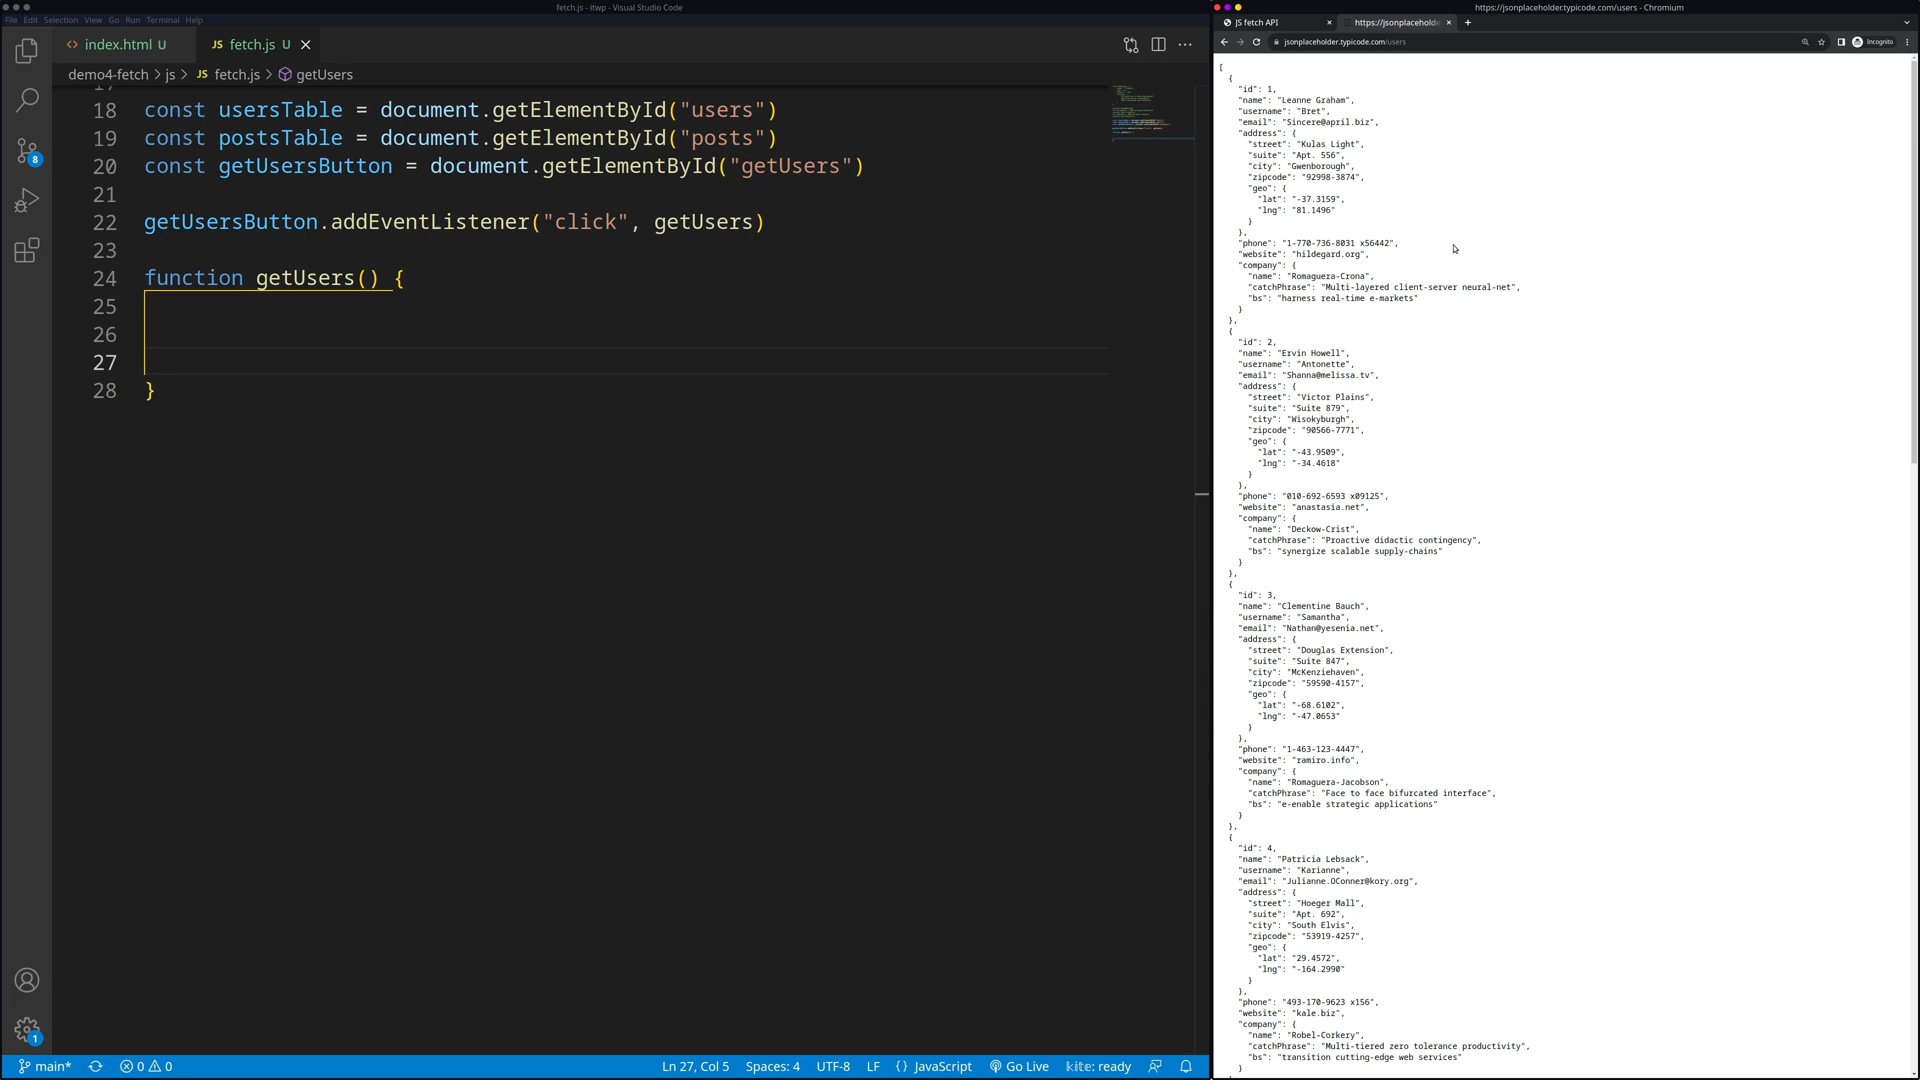 fetch.js - itwp - Visual Studio Code
File Edit Selection View Go Run Terminal Help
index.html U
JS fetch.js U
demo4-fetch > js > JS fetch.js > getUsers
18 const usersTable = document.getElementById("users")
19 const postsTable = document.getElementById("posts")
20 const getUsersButton = document.getElementById("getUsers")
21
22 getUsersButton.addEventListener("click", getUsers)
23
24 function getUsers() {
25
26
27
28 }
8
1
main* 0 0
Ln 27, Col 5 Spaces: 4 UTF-8 LF {} JavaScript Go Live kite: ready
https://jsonplaceholder.typicode.com/users - Chromium
JS fetch API
https://jsonplaceholde
jsonplaceholder.typicode.com/users
Incognito
[
{
"id": 1,
"name": "Leanne Graham",
"username": "Bret",
"email": "Sincere@april.biz",
"address": {
"street": "Kulas Light",
"suite": "Apt. 556",
"city": "Gwenborough",
"zipcode": "92998-3874",
"geo": {
"lat": "-37.3159",
"lng": "81.1496"
}
},
"phone": "1-770-736-8031 x56442",
"website": "hildegard.org",
"company": {
"name": "Romaguera-Crona",
"catchPhrase": "Multi-layered client-server neural-net",
"bs": "harness real-time e-markets"
}
},
{
"id": 2,
"name": "Ervin Howell",
"username": "Antonette",
"email": "Shanna@melissa.tv",
"address": {
"street": "Victor Plains",
"suite": "Suite 879",
"city": "Wisokyburgh",
"zipcode": "90566-7771",
"geo": {
"lat": "-43.9509",
"lng": "-34.4618"
}
},
"phone": "010-692-6593 x09125",
"website": "anastasia.net",
"company": {
"name": "Deckow-Crist",
"catchPhrase": "Proactive didactic contingency",
"bs": "synergize scalable supply-chains"
}
},
{
"id": 3,
"name": "Clementine Bauch",
"username": "Samantha",
"email": "Nathan@yesenia.net",
"address": {
"street": "Douglas Extension",
"suite": "Suite 847",
"city": "McKenziehaven",
"zipcode": "59590-4157",
"geo": {
"lat": "-68.6102",
"lng": "-47.0653"
}
},
"phone": "1-463-123-4447",
"website": "ramiro.info",
"company": {
"name": "Romaguera-Jacobson",
"catchPhrase": "Face to face bifurcated interface",
"bs": "e-enable strategic applications"
}
},
{
"id": 4,
"name": "Patricia Lebsack",
"username": "Karianne",
"email": "Julianne.OConner@kory.org",
"address": {
"street": "Hoeger Mall",
"suite": "Apt. 692",
"city": "South Elvis",
"zipcode": "53919-4257",
"geo": {
"lat": "29.4572",
"lng": "-164.2990"
}
},
"phone": "493-170-9623 x156",
"website": "kale.biz",
"company": {
"name": "Robel-Corkery",
"catchPhrase": "Multi-tiered zero tolerance productivity",
"bs": "transition cutting-edge web services"
}